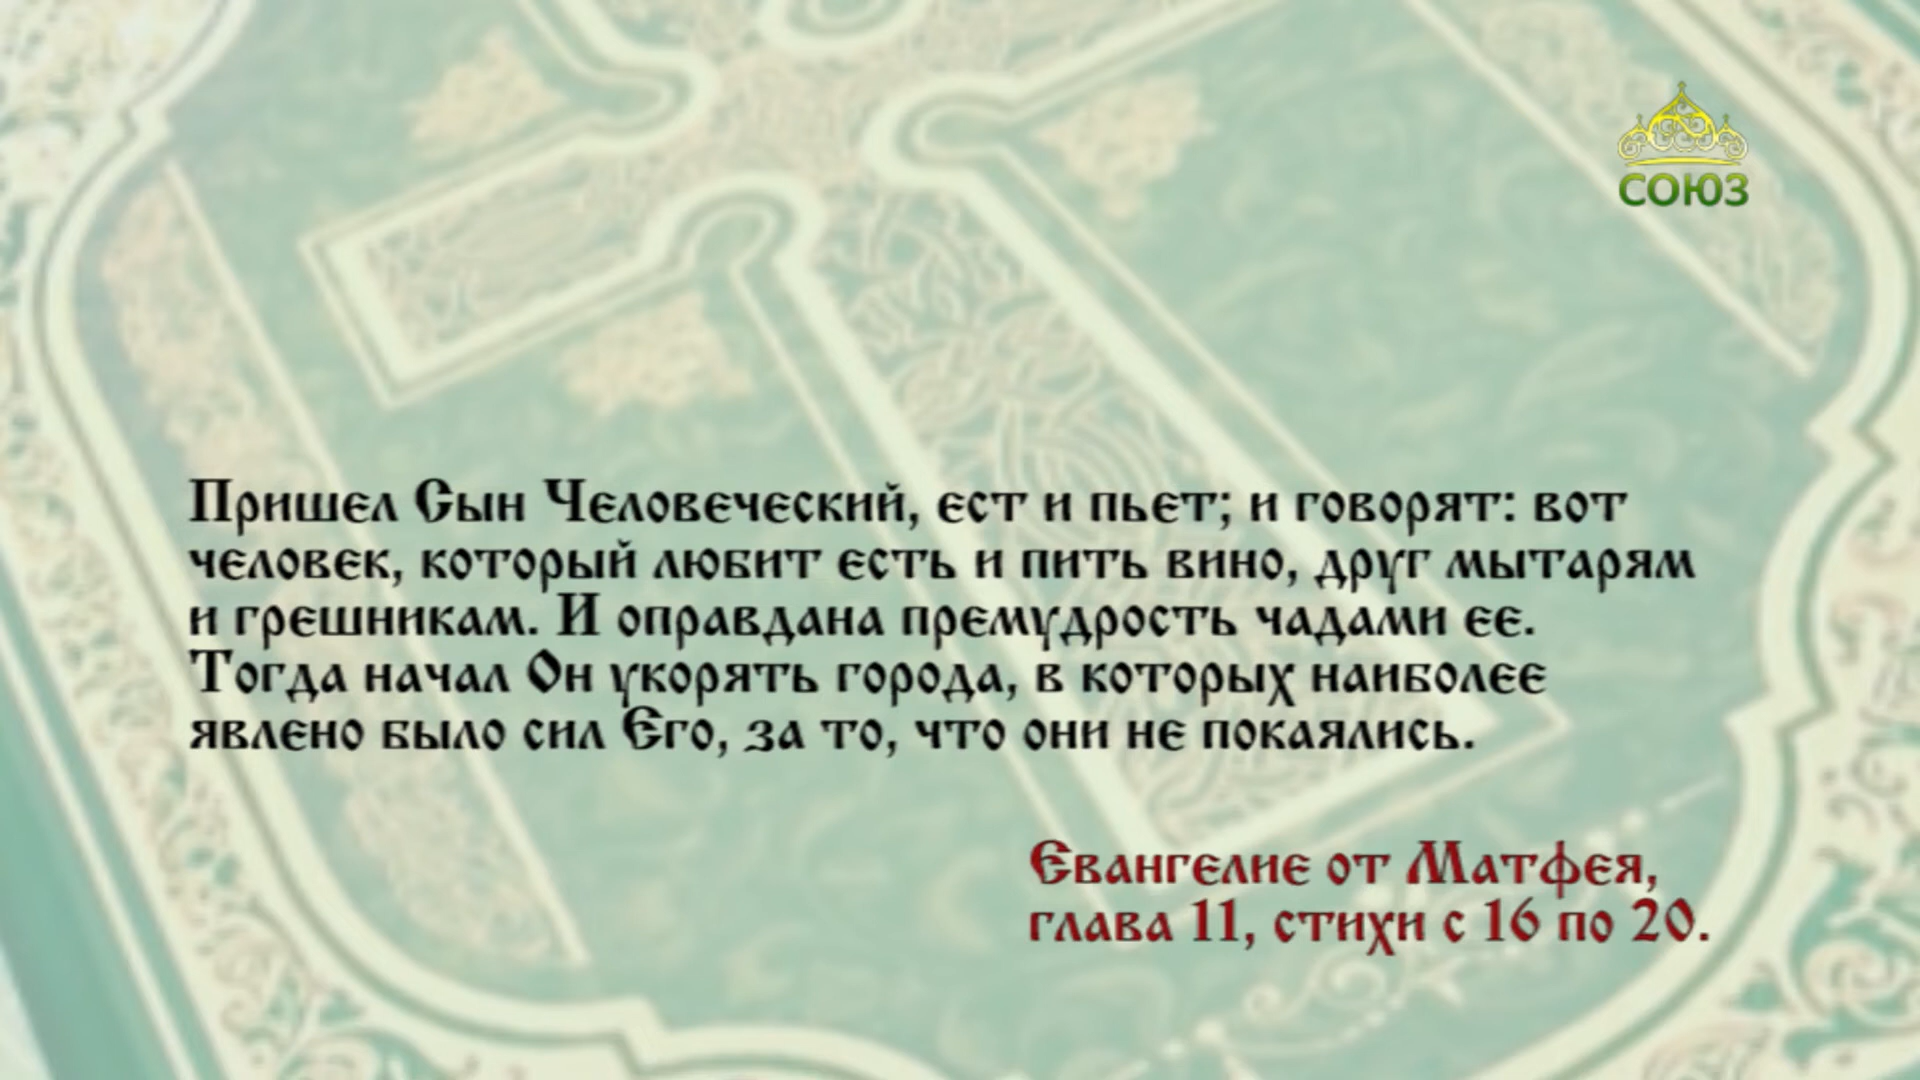 СОЮЗ
Пришел Сын Человеческий, ест и пьет; и говорят: вот
человек, который любит есть и пить вино, друг мытарям
и грешникам. И оправдана премудрость чадами ее.
Тогда начал Он укорять города, в которых наиболее
явлено было сил Его, за то, что они не покаялись.
Евангелие от Матфея,
глава 11, стихи с 16 по 20.